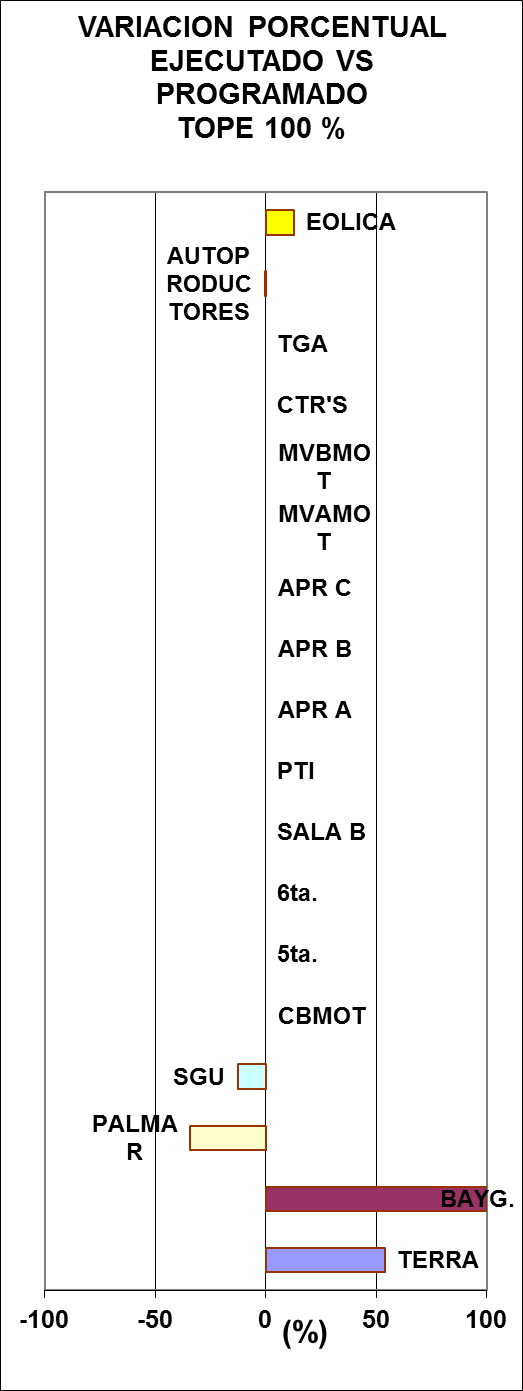 VARIACION PORCENTUAL
EJECUTADO VS
PROGRAMADO
TOPE 100 %
EOLICA
AUTOP
RODUC
TORES
TGA
CTR'S
MVBMO
T
MVAMO
T
APR C
APR B
APR A
PTI
SALA B
6ta.
5ta.
CBMOT
SGU
PALMA
R
BAYG.
TERRA
-100 -50 0 50 100
(%)